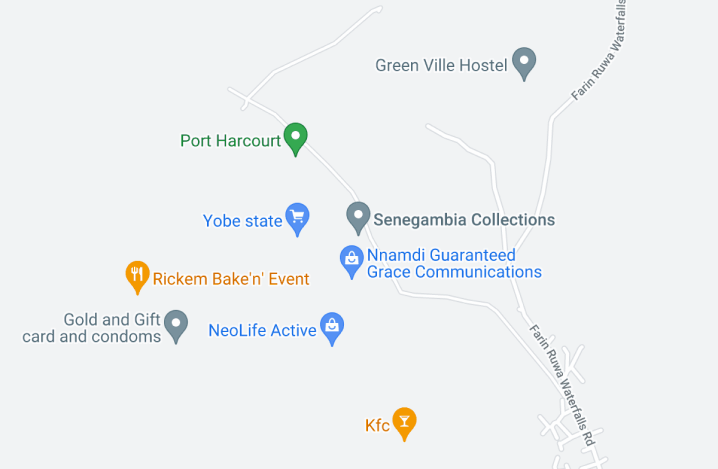 Farin Ruwa Waterfalls
Green Ville Hostel
Port Harcourt
Yobe state
Senegambia Collections
Nnamdi Guaranteed
Grace Communications
Rickem Bake'n' Event
Gold and Gift
card and condoms
NeoLife Active
Farin Ruwa Waterfalls Rd
Kfc